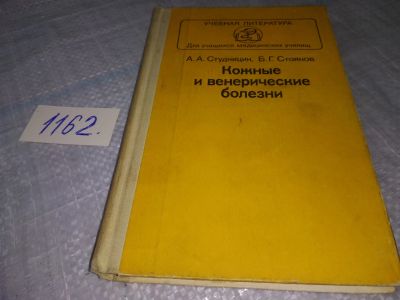 УЧЕБНАЯ ЛИТЕРАТУРА
Для учащихся медицинских училищ
А. А. Студницин, Б. Г. Стоянов
Кожные
и венерические
болезни
1162.